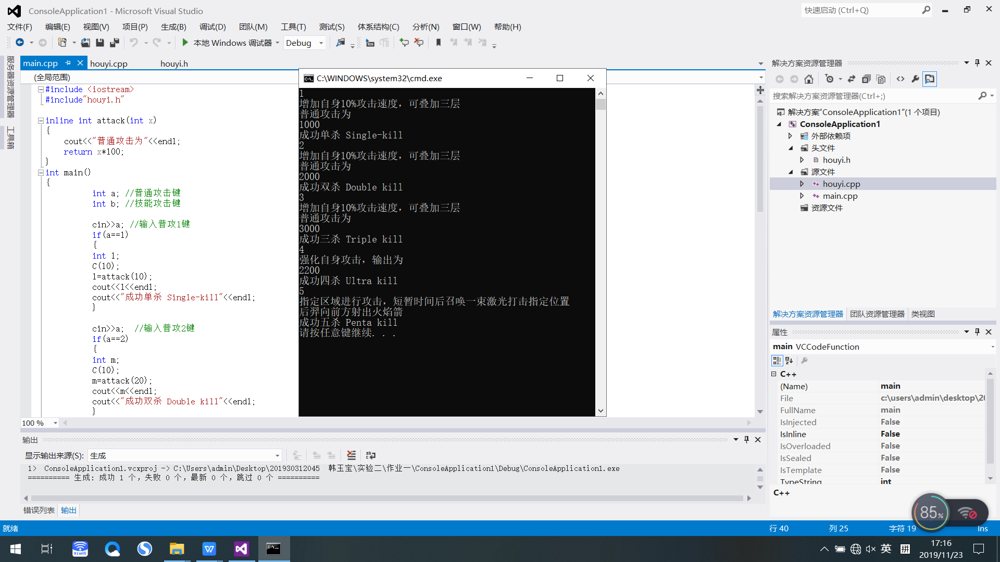 ConsoleApplication1 - Microsoft Visual Studio
快速启动 (Ctrl+Q)
文件(F) 编辑(E) 视图(V) 项目(P) 生成(B) 调试(D) 团队(M) 工具(T) 测试(S) 体系结构(C) 分析(N) 窗口(W) 帮助(H)
本地 Windows 调试器 Debug
服务器资源管理器
工具箱
main.cpp houyi.cpp houyi.h
(全局范围)
#include <iostream>
#include"houyi.h"
inline int attack(int x)
{
cout<<"普通攻击为"<<endl;
return x*100;
}
int main()
{
int a; //普通攻击键
int b; //技能攻击键
cin>>a; //输入普攻1键
if(a==1)
{
int l;
C(10);
l=attack(10);
cout<<l<<endl;
cout<<"成功单杀 Single-kill"<<endl;
}
cin>>a;  //输入普攻2键
if(a==2)
{
int m;
C(10);
m=attack(20);
cout<<m<<endl;
cout<<"成功双杀 Double kill"<<endl;
}
100 %
C:\WINDOWS\system32\cmd.exe
1
增加自身10%攻击速度，可叠加三层
普通攻击为
1000
成功单杀 Single-kill
2
增加自身10%攻击速度，可叠加三层
普通攻击为
2000
成功双杀 Double kill
3
增加自身10%攻击速度，可叠加三层
普通攻击为
3000
成功三杀 Triple kill
4
强化自身攻击，输出为
2200
成功四杀 Ultra kill
5
指定区域进行攻击，短暂时间后召唤一束激光打击指定位置
后羿向前方射出火焰箭
成功五杀 Penta kill
请按任意键继续. . .
解决方案资源管理器
搜索解决方案资源管理器(Ctrl+;)
解决方案"ConsoleApplication1"(1 个项目)
ConsoleApplication1
外部依赖项
头文件
houyi.h
源文件
houyi.cpp
main.cpp
资源文件
解决方案资源管理器 团队资源管理器 类视图
属性
main VCCodeFunction
C++
(Name) main
File c:\users\admin\desktop\20
FullName main
IsInjected False
IsInline False
IsOverloaded False
IsSealed False
IsTemplate False
TypeString int
C++
输出
显示输出来源(S): 生成
1>  ConsoleApplication1.vcxproj -> C:\Users\admin\Desktop\201930312045  韩玉宝\实验二\作业一\ConsoleApplication1\Debug\ConsoleApplication1.exe
========== 生成: 成功 1 个，失败 0 个，最新 0 个，跳过 0 个 ==========
错误列表 输出
85%
就绪 行 40 列 25 字符 19 Ins
91wifi
英 拼
17:16
2019/11/23